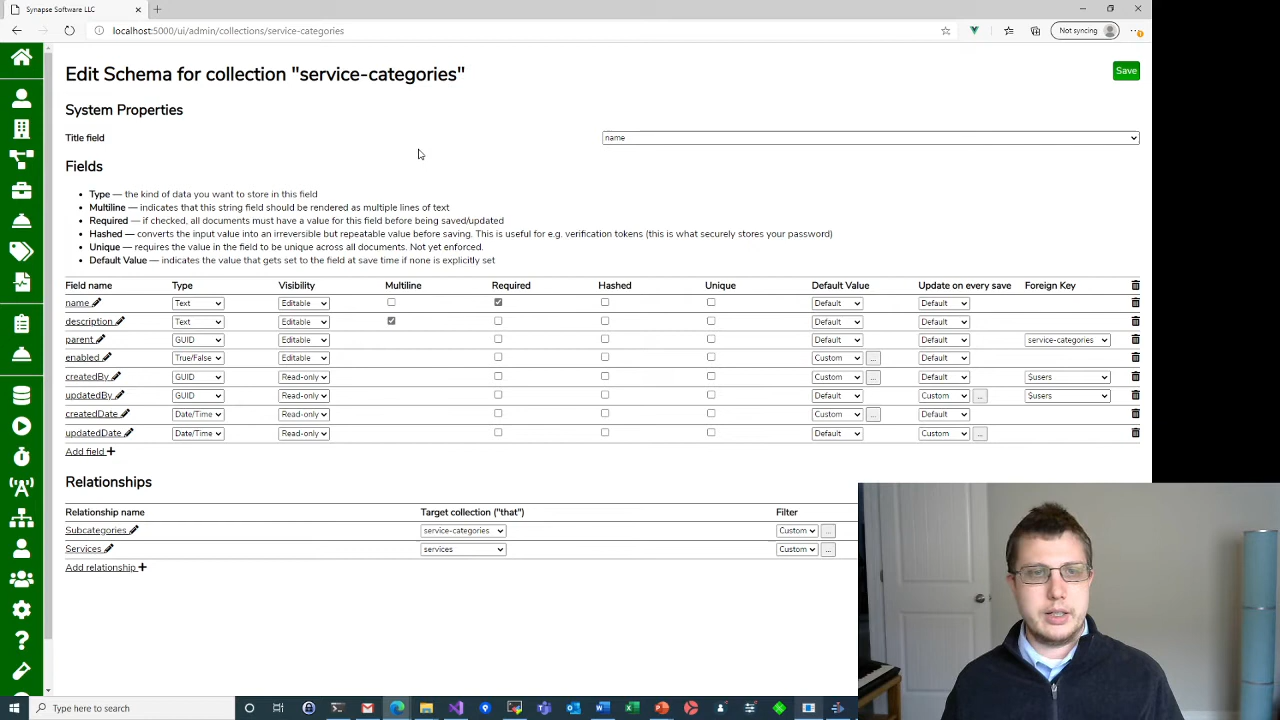 Synapse Software LLC
localhost:5000/ui/admin/collections/service-categories
Not syncing
Edit Schema for collection "service-categories"
Save
System Properties
Title field name
Fields
• Type — the kind of data you want to store in this field
• Multiline — indicates that this string field should be rendered as multiple lines of text
• Required — if checked, all documents must have a value for this field before being saved/updated
• Hashed — converts the input value into an irreversible but repeatable value before saving. This is useful for e.g. verification tokens (this is what securely stores your password)
• Unique — requires the value in the field to be unique across all documents. Not yet enforced.
• Default Value — indicates the value that gets set to the field at save time if none is explicitly set
Field name Type Visibility Multiline Required Hashed Unique Default Value Update on every save Foreign Key
name Text Editable Default Default
description Text Editable Default Default
parent GUID Editable Default Default service-categories
enabled True/False Editable Custom ... Default
createdBy GUID Read-only Custom ... Default $users
updatedBy GUID Read-only Default Custom ... $users
createdDate Date/Time Read-only Custom ... Default
updatedDate Date/Time Read-only Default Custom ...
Add field +
Relationships
Relationship name Target collection ("that") Filter
Subcategories service-categories Custom ...
Services services Custom ...
Add relationship +
Type here to search